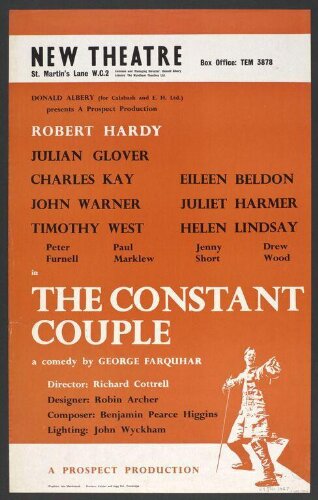 NEW THEATRE
St. Martin's Lane W.C.2
Box Office: TEM 3878
DONALD ALBERY (for Calabash and E. H. Ltd.)
presents A Prospect Production
ROBERT HARDY
JULIAN GLOVER
CHARLES KAY EILEEN BELDON
JOHN WARNER JULIET HARMER
TIMOTHY WEST HELEN LINDSAY
Peter Paul Jenny Drew
Furnell Marklew Short Wood
in
THE CONSTANT
COUPLE
a comedy by GEORGE FARQUHAR
Director: Richard Cottrell
Designer: Robin Archer
Composer: Benjamin Pearce Higgins
Lighting: John Wyckham
A PROSPECT PRODUCTION